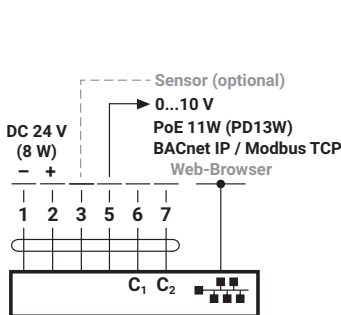 Sensor (optional)
0...10 V
PoE 11W (PD13W)
BACnet IP / Modbus TCP
Web-Browser
DC 24 V
(8 W)
– +
1 2 3 5 6 7
C₁ C₂